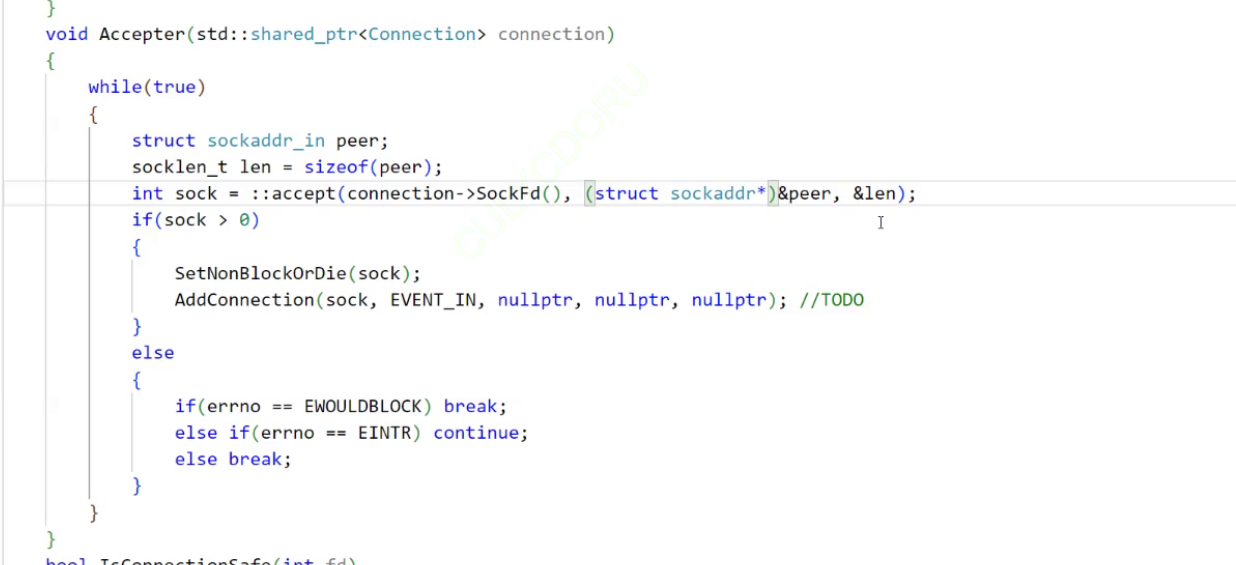 }
void Accepter(std::shared_ptr<Connection> connection)
{
while(true)
{
struct sockaddr_in peer;
socklen_t len = sizeof(peer);
int sock = ::accept(connection->SockFd(), (struct sockaddr*)&peer, &len);
if(sock > 0)
{
SetNonBlockOrDie(sock);
AddConnection(sock, EVENT_IN, nullptr, nullptr, nullptr); //TODO
}
else
{
if(errno == EWOULDBLOCK) break;
else if(errno == EINTR) continue;
else break;
}
}
}
bool IsConnectionSafe(int fd)